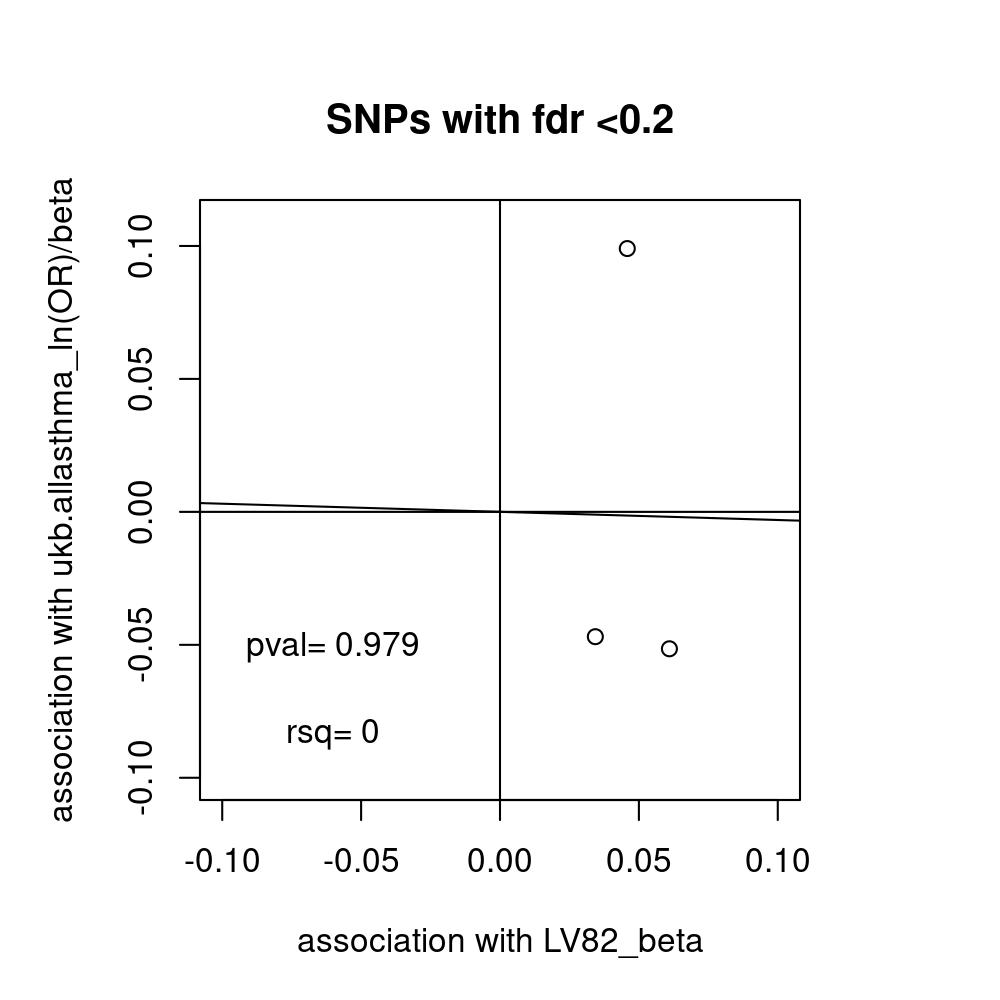 SNPs with fdr <0.2
association with ukb.allasthma_ln(OR)/beta
0.10
0.05
0.00
-0.05
-0.10
pval= 0.979
rsq= 0
-0.10 -0.05 0.00 0.05 0.10
association with LV82_beta